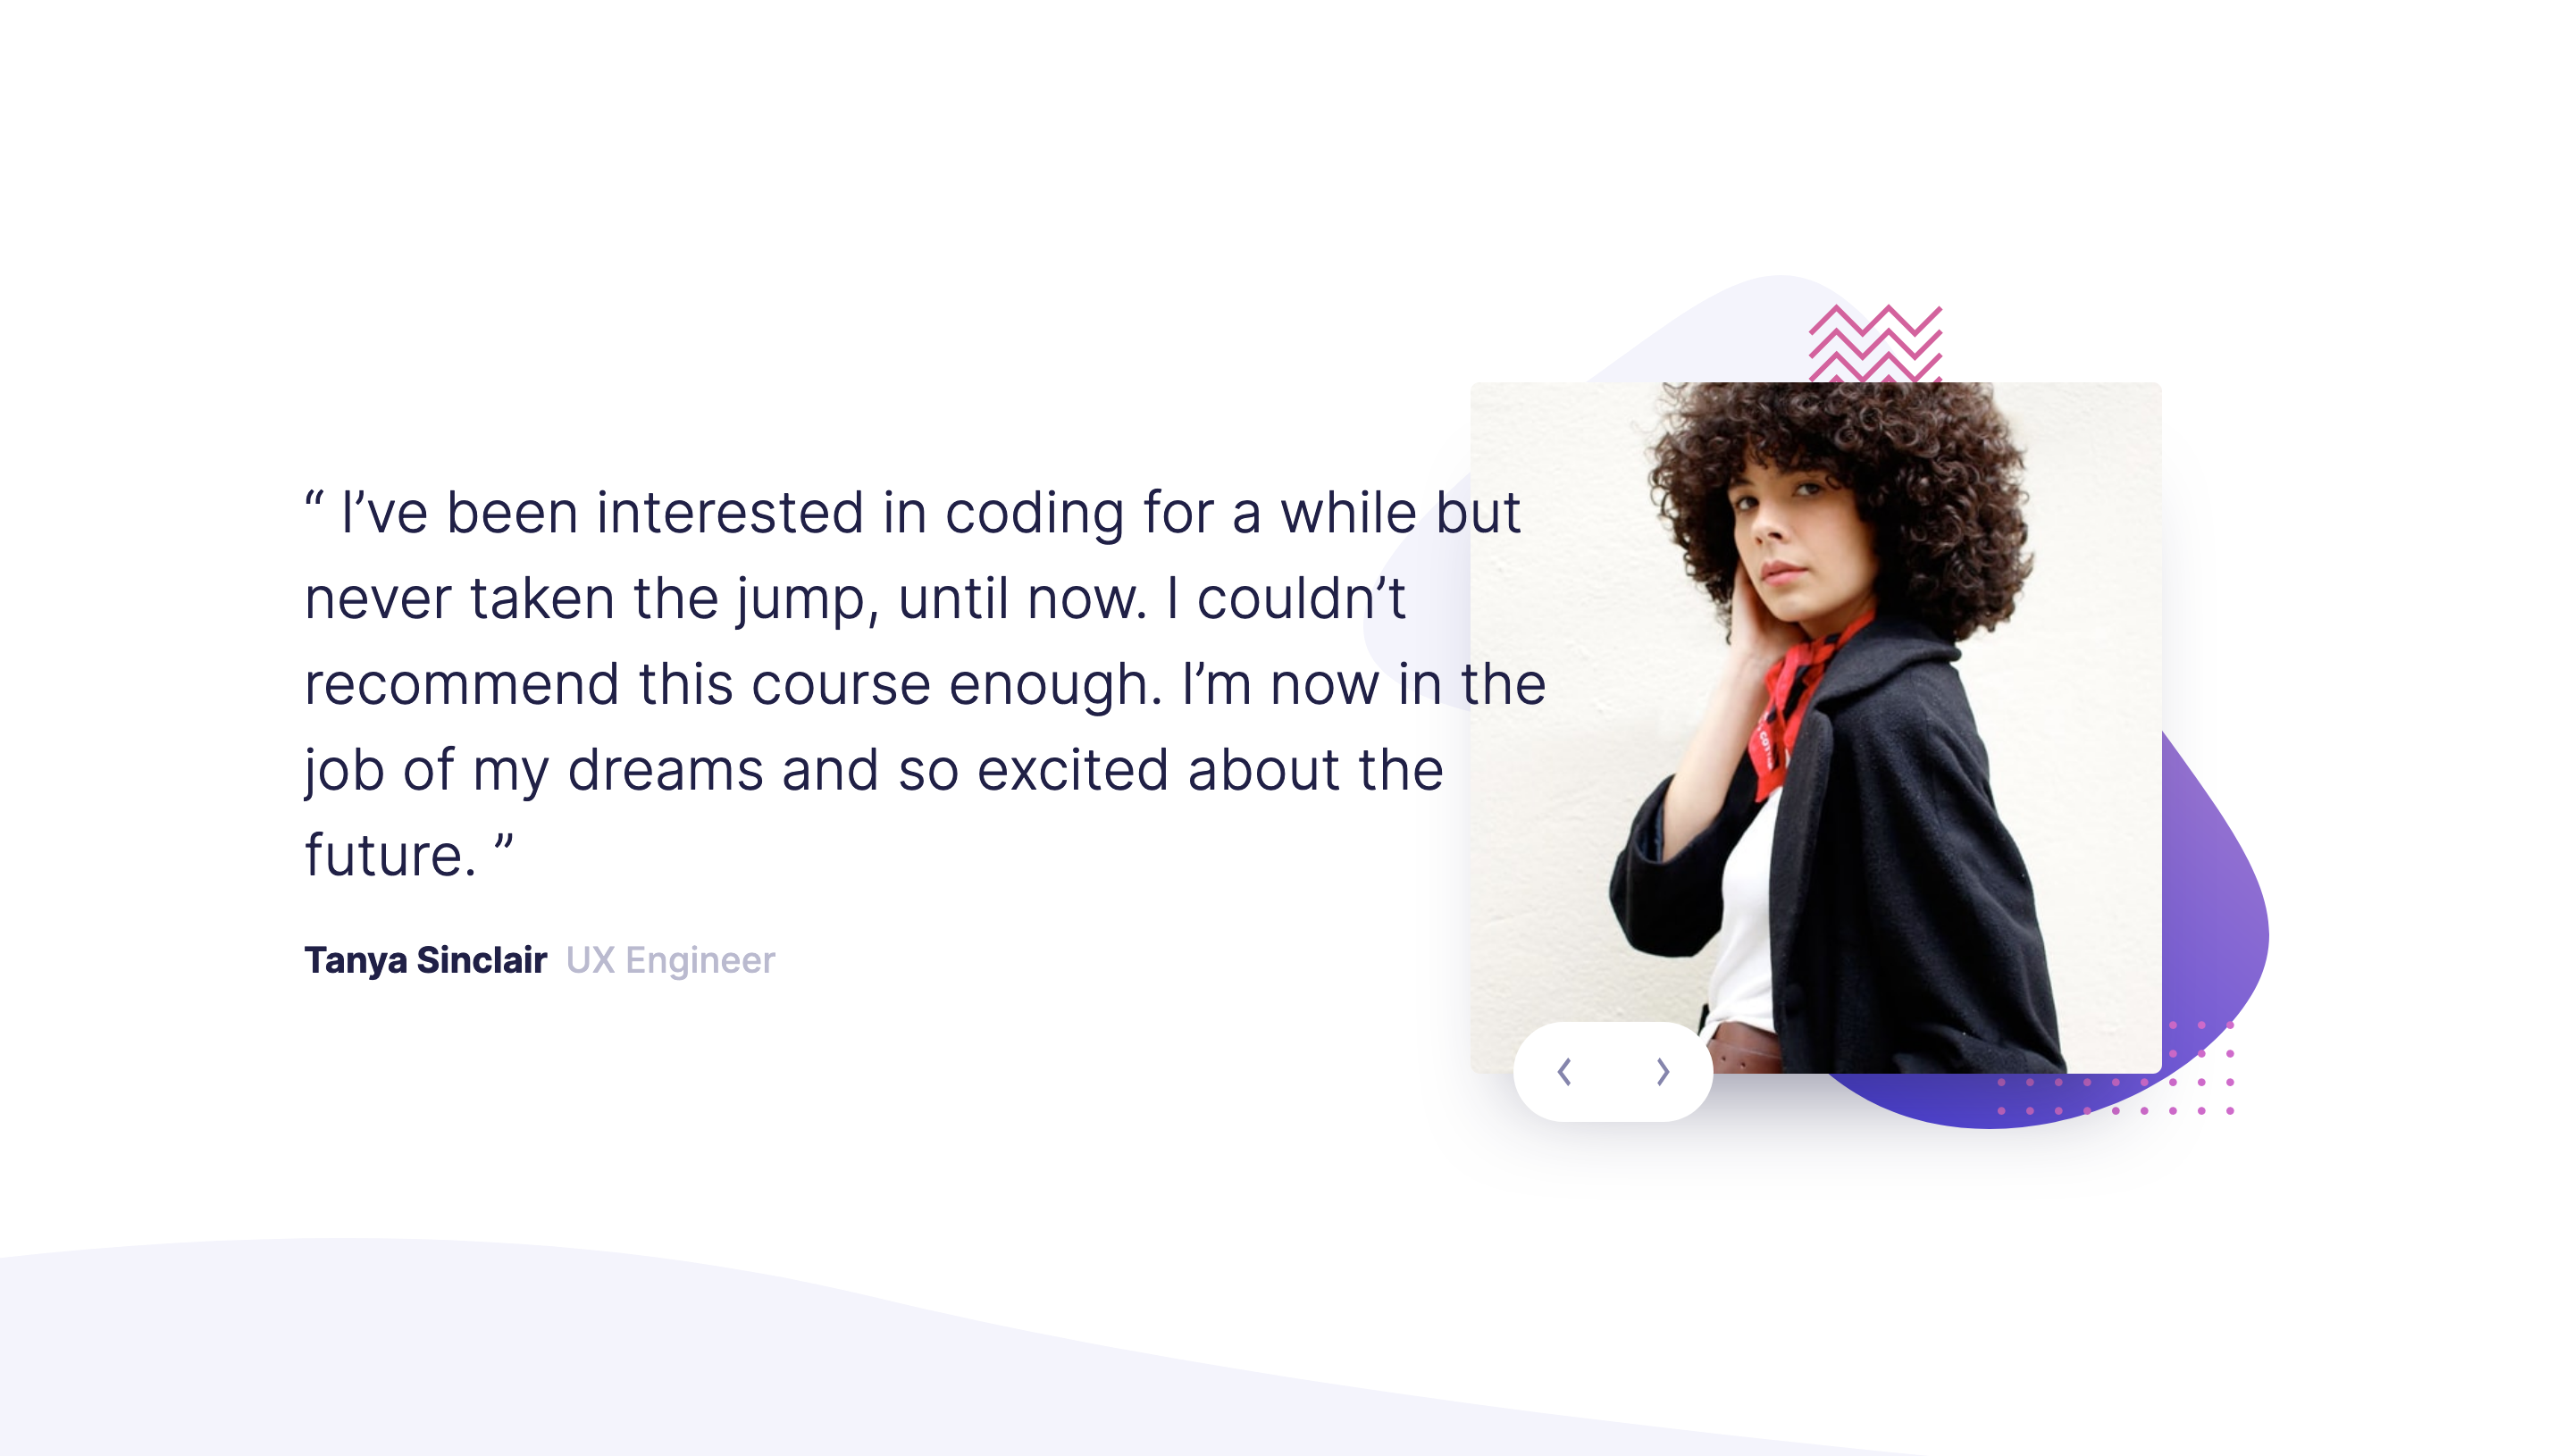 “ I’ve been interested in coding for a while but
never taken the jump, until now. I couldn’t
recommend this course enough. I’m now in the
job of my dreams and so excited about the
future. ”
Tanya Sinclair UX Engineer